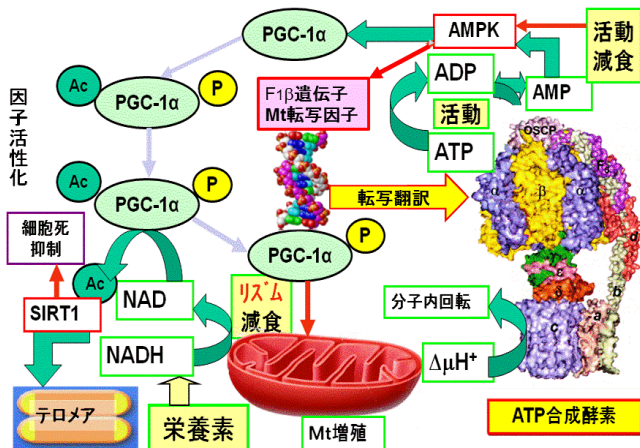 PGC-1α
AMPK
活動
減食
Ac
PGC-1α
P
F1β遺伝子
Mt転写因子
ADP
AMP
活動
ATP
因子活性化
OSCP
F6
α
β
α
d
Ac
PGC-1α
P
転写翻訳
細胞死
抑制
P
PGC-1α
ε
δ
b
Ac
SIRT1
NAD
リズム
減食
分子内回転
c
a
NADH
ΔμH⁺
テロメア
栄養素
Mt増殖
ATP合成酵素